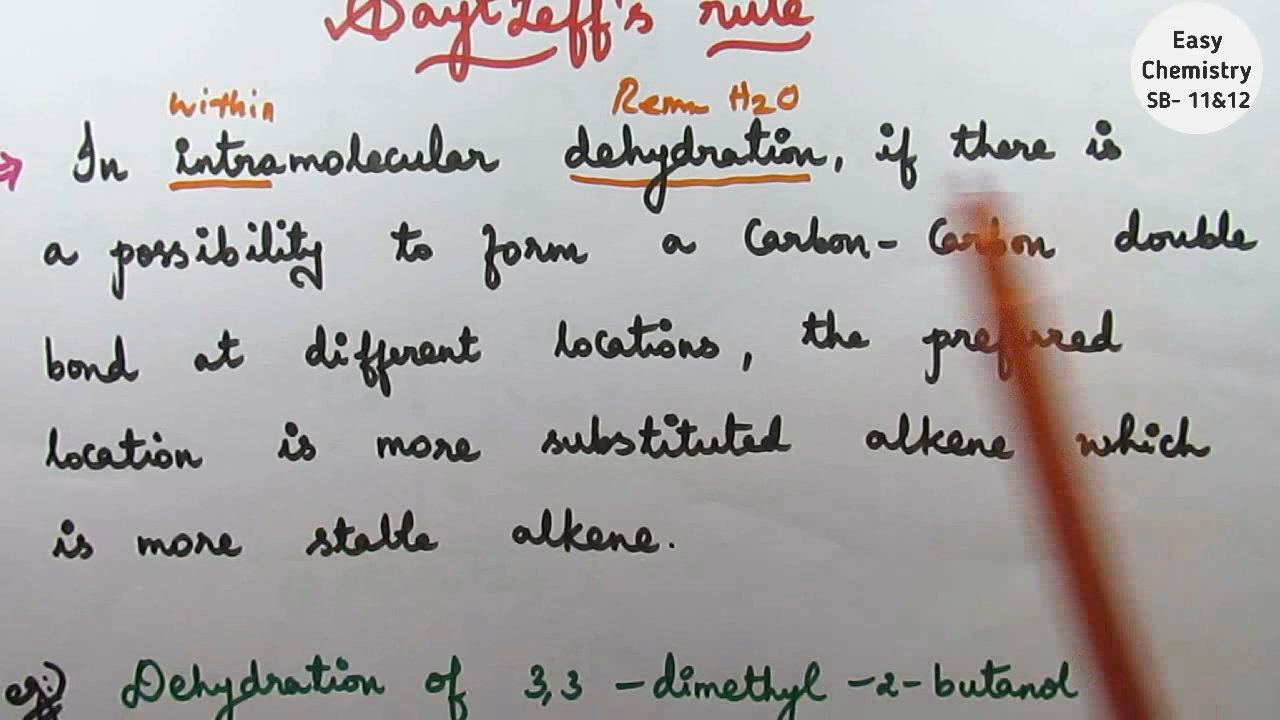 Saytzeff's rule
Easy
Chemistry
SB- 11&12
within
Rem H2O
⇒ In intramolecular dehydration, if there is
a possibility to form a Carbon- Carbon double
bond at different locations, the preferred
location is more substituted alkene which
is more stable alkene.
eg:) Dehydration of 3,3 -dimethyl -2-butanol